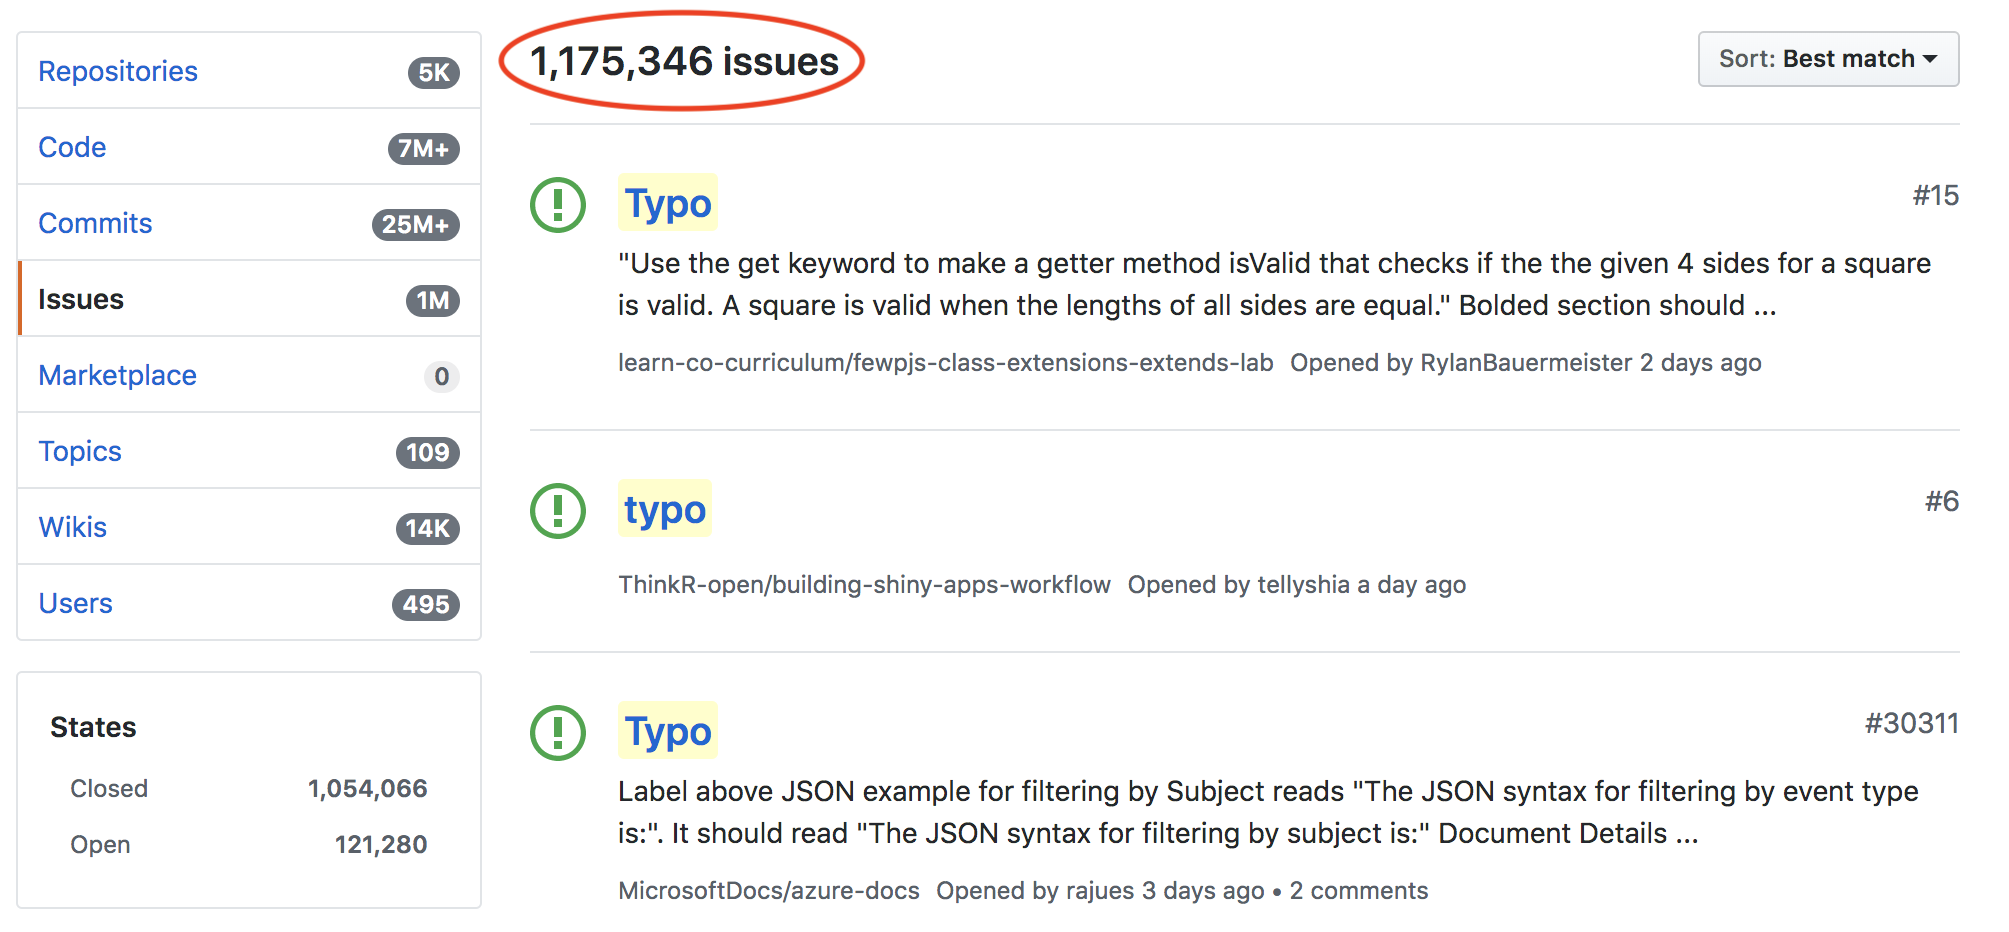 Repositories 5K
Code 7M+
Commits 25M+
Issues 1M
Marketplace 0
Topics 109
Wikis 14K
Users 495
States
Closed 1,054,066
Open 121,280
1,175,346 issues
Sort: Best match
Typo #15
"Use the get keyword to make a getter method isValid that checks if the the given 4 sides for a square
is valid. A square is valid when the lengths of all sides are equal." Bolded section should ...
learn-co-curriculum/fewpjs-class-extensions-extends-lab Opened by RylanBauermeister 2 days ago
typo #6
ThinkR-open/building-shiny-apps-workflow Opened by tellyshia a day ago
Typo #30311
Label above JSON example for filtering by Subject reads "The JSON syntax for filtering by event type
is:". It should read "The JSON syntax for filtering by subject is:" Document Details ...
MicrosoftDocs/azure-docs Opened by rajues 3 days ago • 2 comments